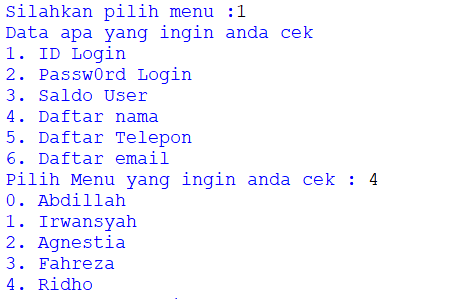 Silahkan pilih menu :1
Data apa yang ingin anda cek
1. ID Login
2. Passw0rd Login
3. Saldo User
4. Daftar nama
5. Daftar Telepon
6. Daftar email
Pilih Menu yang ingin anda cek : 4
0. Abdillah
1. Irwansyah
2. Agnestia
3. Fahreza
4. Ridho